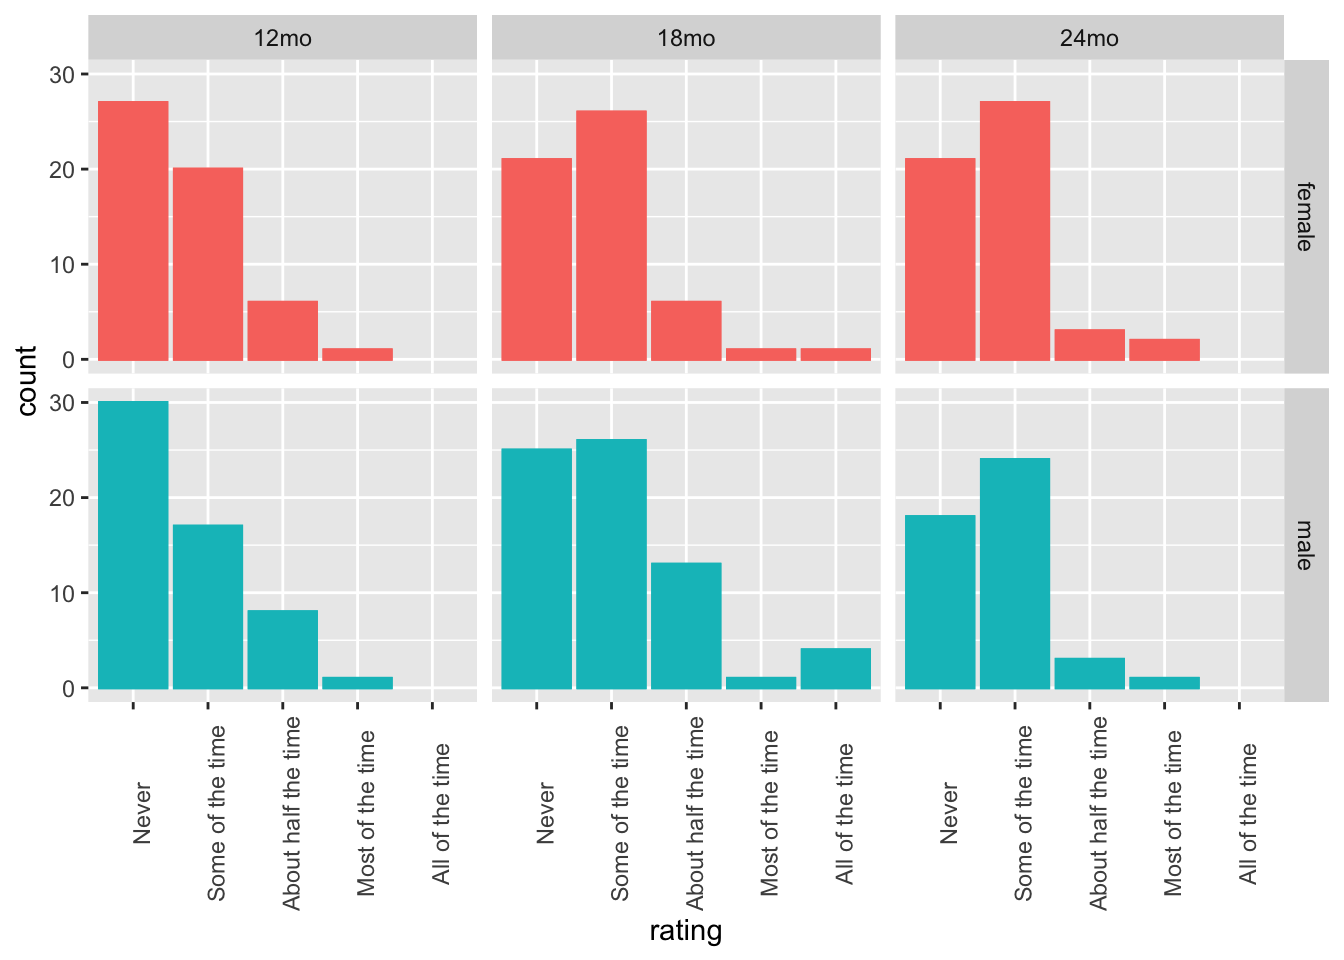 12mo
18mo
24mo
30
20
10
0
female
count
30
20
10
0
male
Never
Some of the time
About half the time
Most of the time
All of the time
Never
Some of the time
About half the time
Most of the time
All of the time
Never
Some of the time
About half the time
Most of the time
All of the time
rating